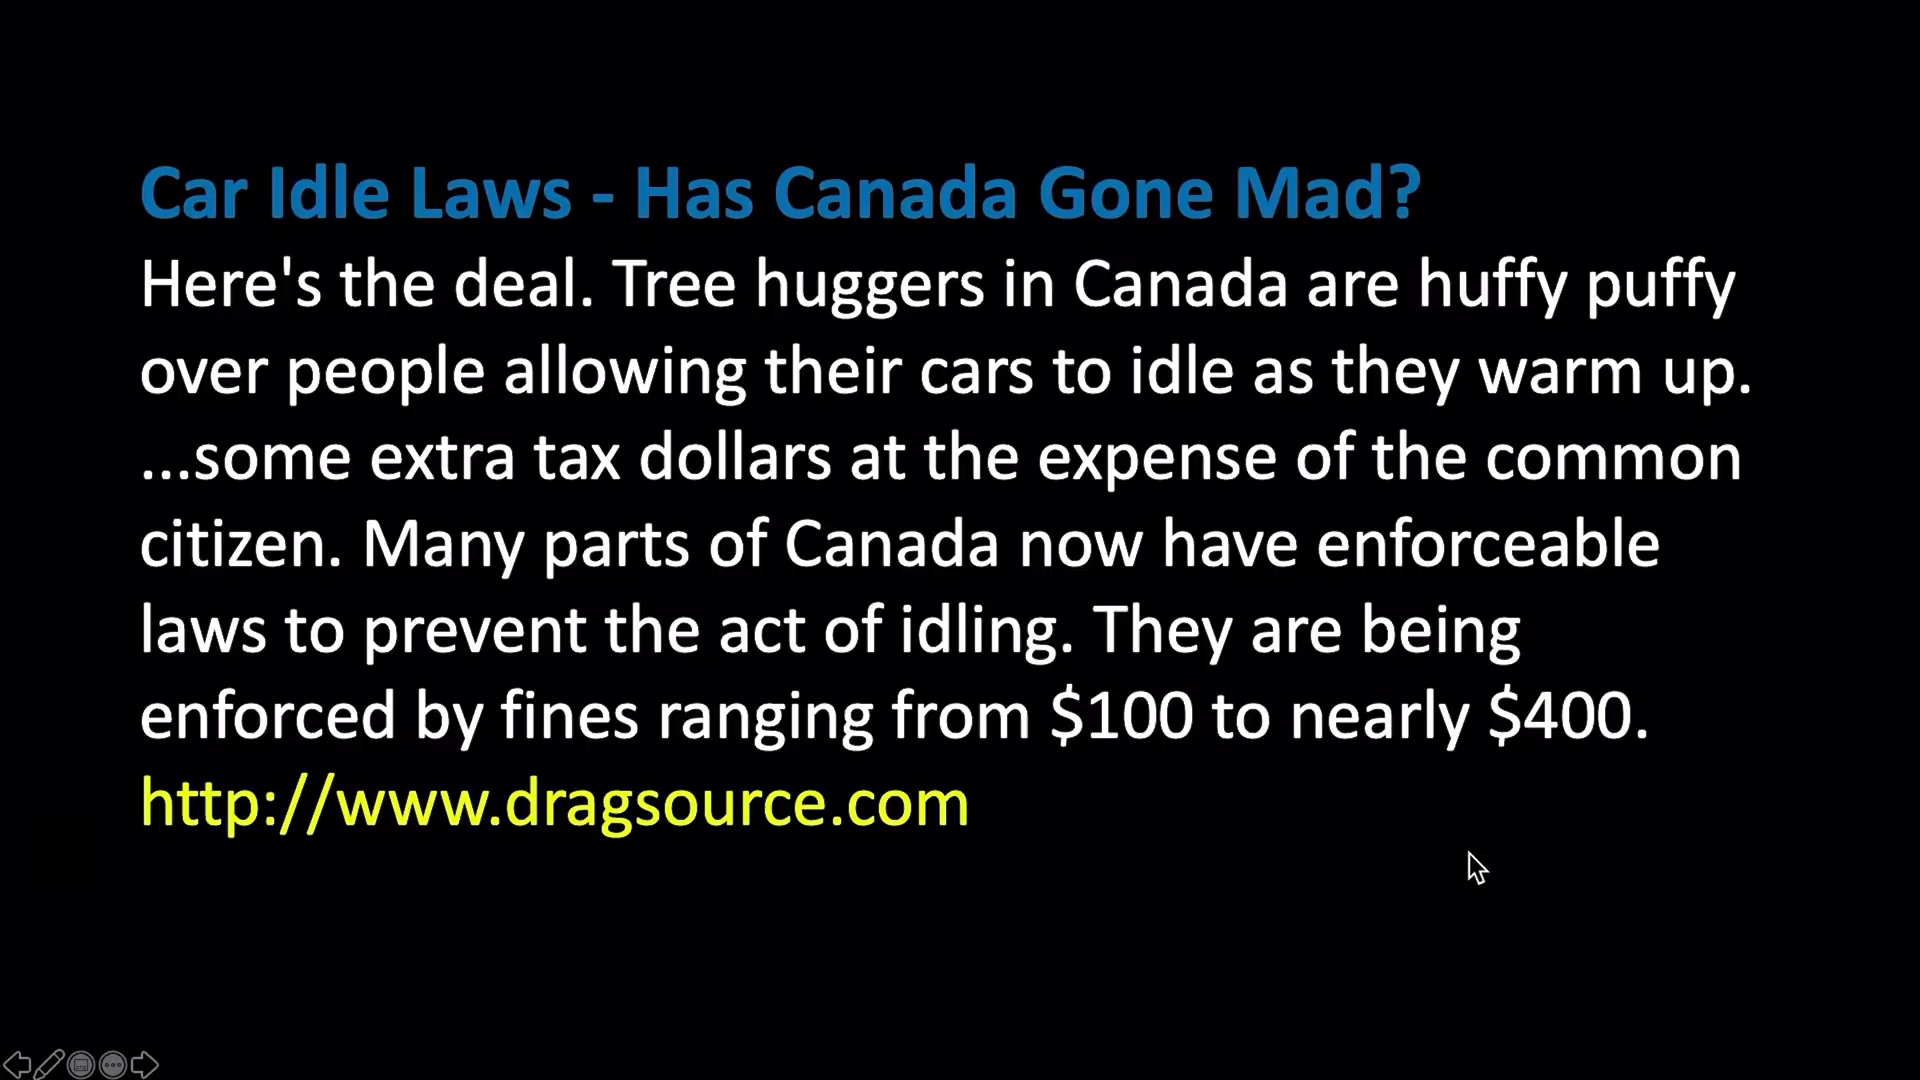 Car Idle Laws - Has Canada Gone Mad?
Here's the deal. Tree huggers in Canada are huffy puffy
over people allowing their cars to idle as they warm up.
...some extra tax dollars at the expense of the common
citizen. Many parts of Canada now have enforceable
laws to prevent the act of idling. They are being
enforced by fines ranging from $100 to nearly $400.
http://www.dragsource.com